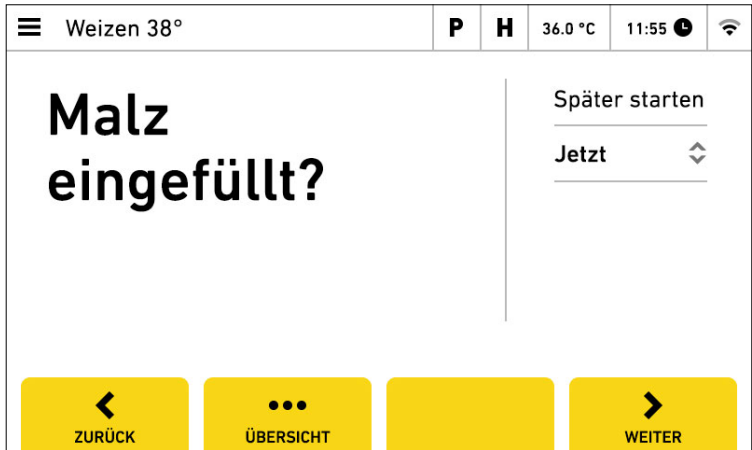 Weizen 38°
P
H
36.0 °C
11:55
Malz
eingefüllt?
Später starten
Jetzt
ZURÜCK
ÜBERSICHT
WEITER